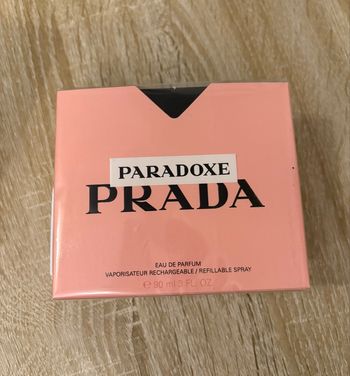 PARADOXE
PRADA
EAU DE PARFUM
VAPORISATEUR RECHARGEABLE / REFILLABLE SPRAY
℮ 90 ml 3 FL. OZ.